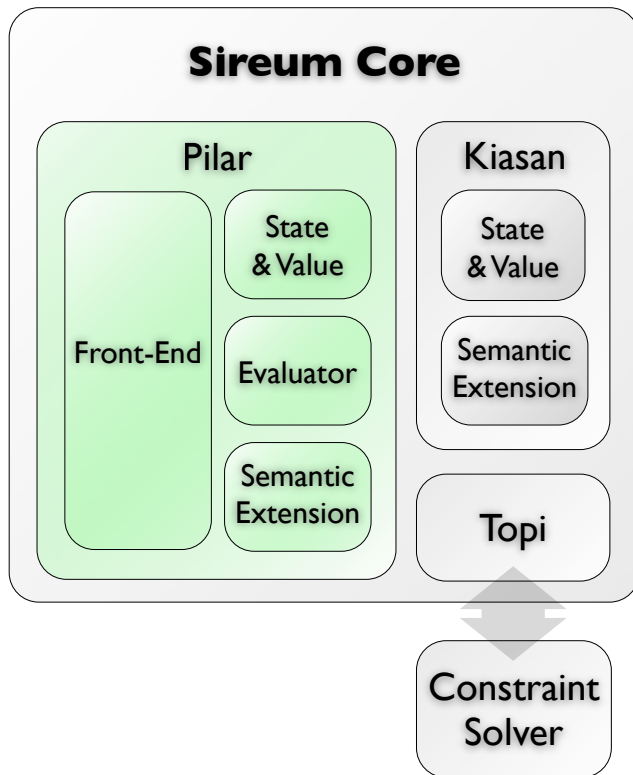 Sireum Core
Pilar
Front-End
State
& Value
Evaluator
Semantic
Extension
Kiasan
State
& Value
Semantic
Extension
Topi
Constraint
Solver